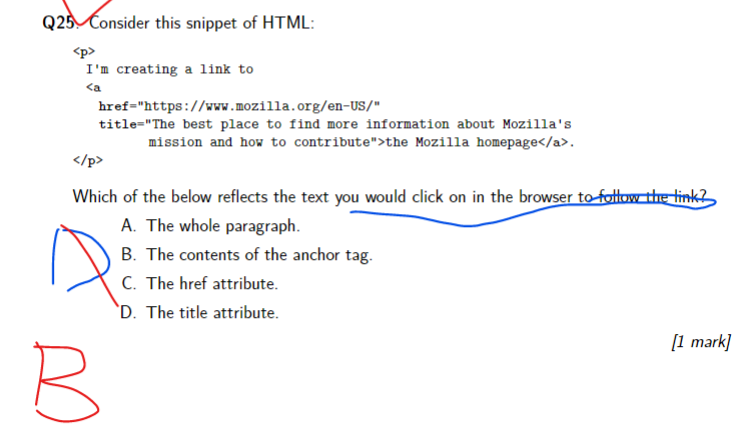 Q25. Consider this snippet of HTML:
<p>
I'm creating a link to
<a
href="https://www.mozilla.org/en-US/"
title="The best place to find more information about Mozilla's
mission and how to contribute">the Mozilla homepage</a>.
</p>
Which of the below reflects the text you would click on in the browser to follow the link?
A. The whole paragraph.
B. The contents of the anchor tag.
C. The href attribute.
D. The title attribute.
D
[1 mark]
B